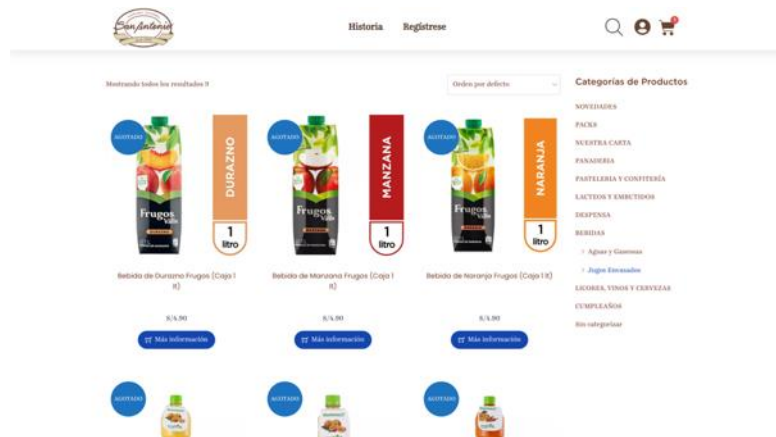 San Antonio
Historia
Regístrese
0
Mostrando todos los resultados 9
Orden por defecto
AGOTADO
DURAZNO
1
litro
Frugos
Valle
AGOTADO
MANZANA
1
litro
Frugos
Valle
AGOTADO
NARANJA
1
litro
Frugos
Valle
Bebida de Durazno Frugos (Caja 1
lt)
Bebida de Manzana Frugos (Caja 1
lt)
Bebida de Naranja Frugos (Caja 1 lt)
S/4.90
S/4.90
S/4.90
Más información
Más información
Más información
AGOTADO
AGOTADO
AGOTADO
Categorías de Productos
NOVEDADES
PACKS
NUESTRA CARTA
PANADERIA
PASTELERIA Y CONFITERÍA
LACTEOS Y EMBUTIDOS
DESPENSA
BEBIDAS
Aguas y Gaseosas
Jugos Envasados
LICORES, VINOS Y CERVEZAS
CUMPLEAÑOS
Sin categorizar